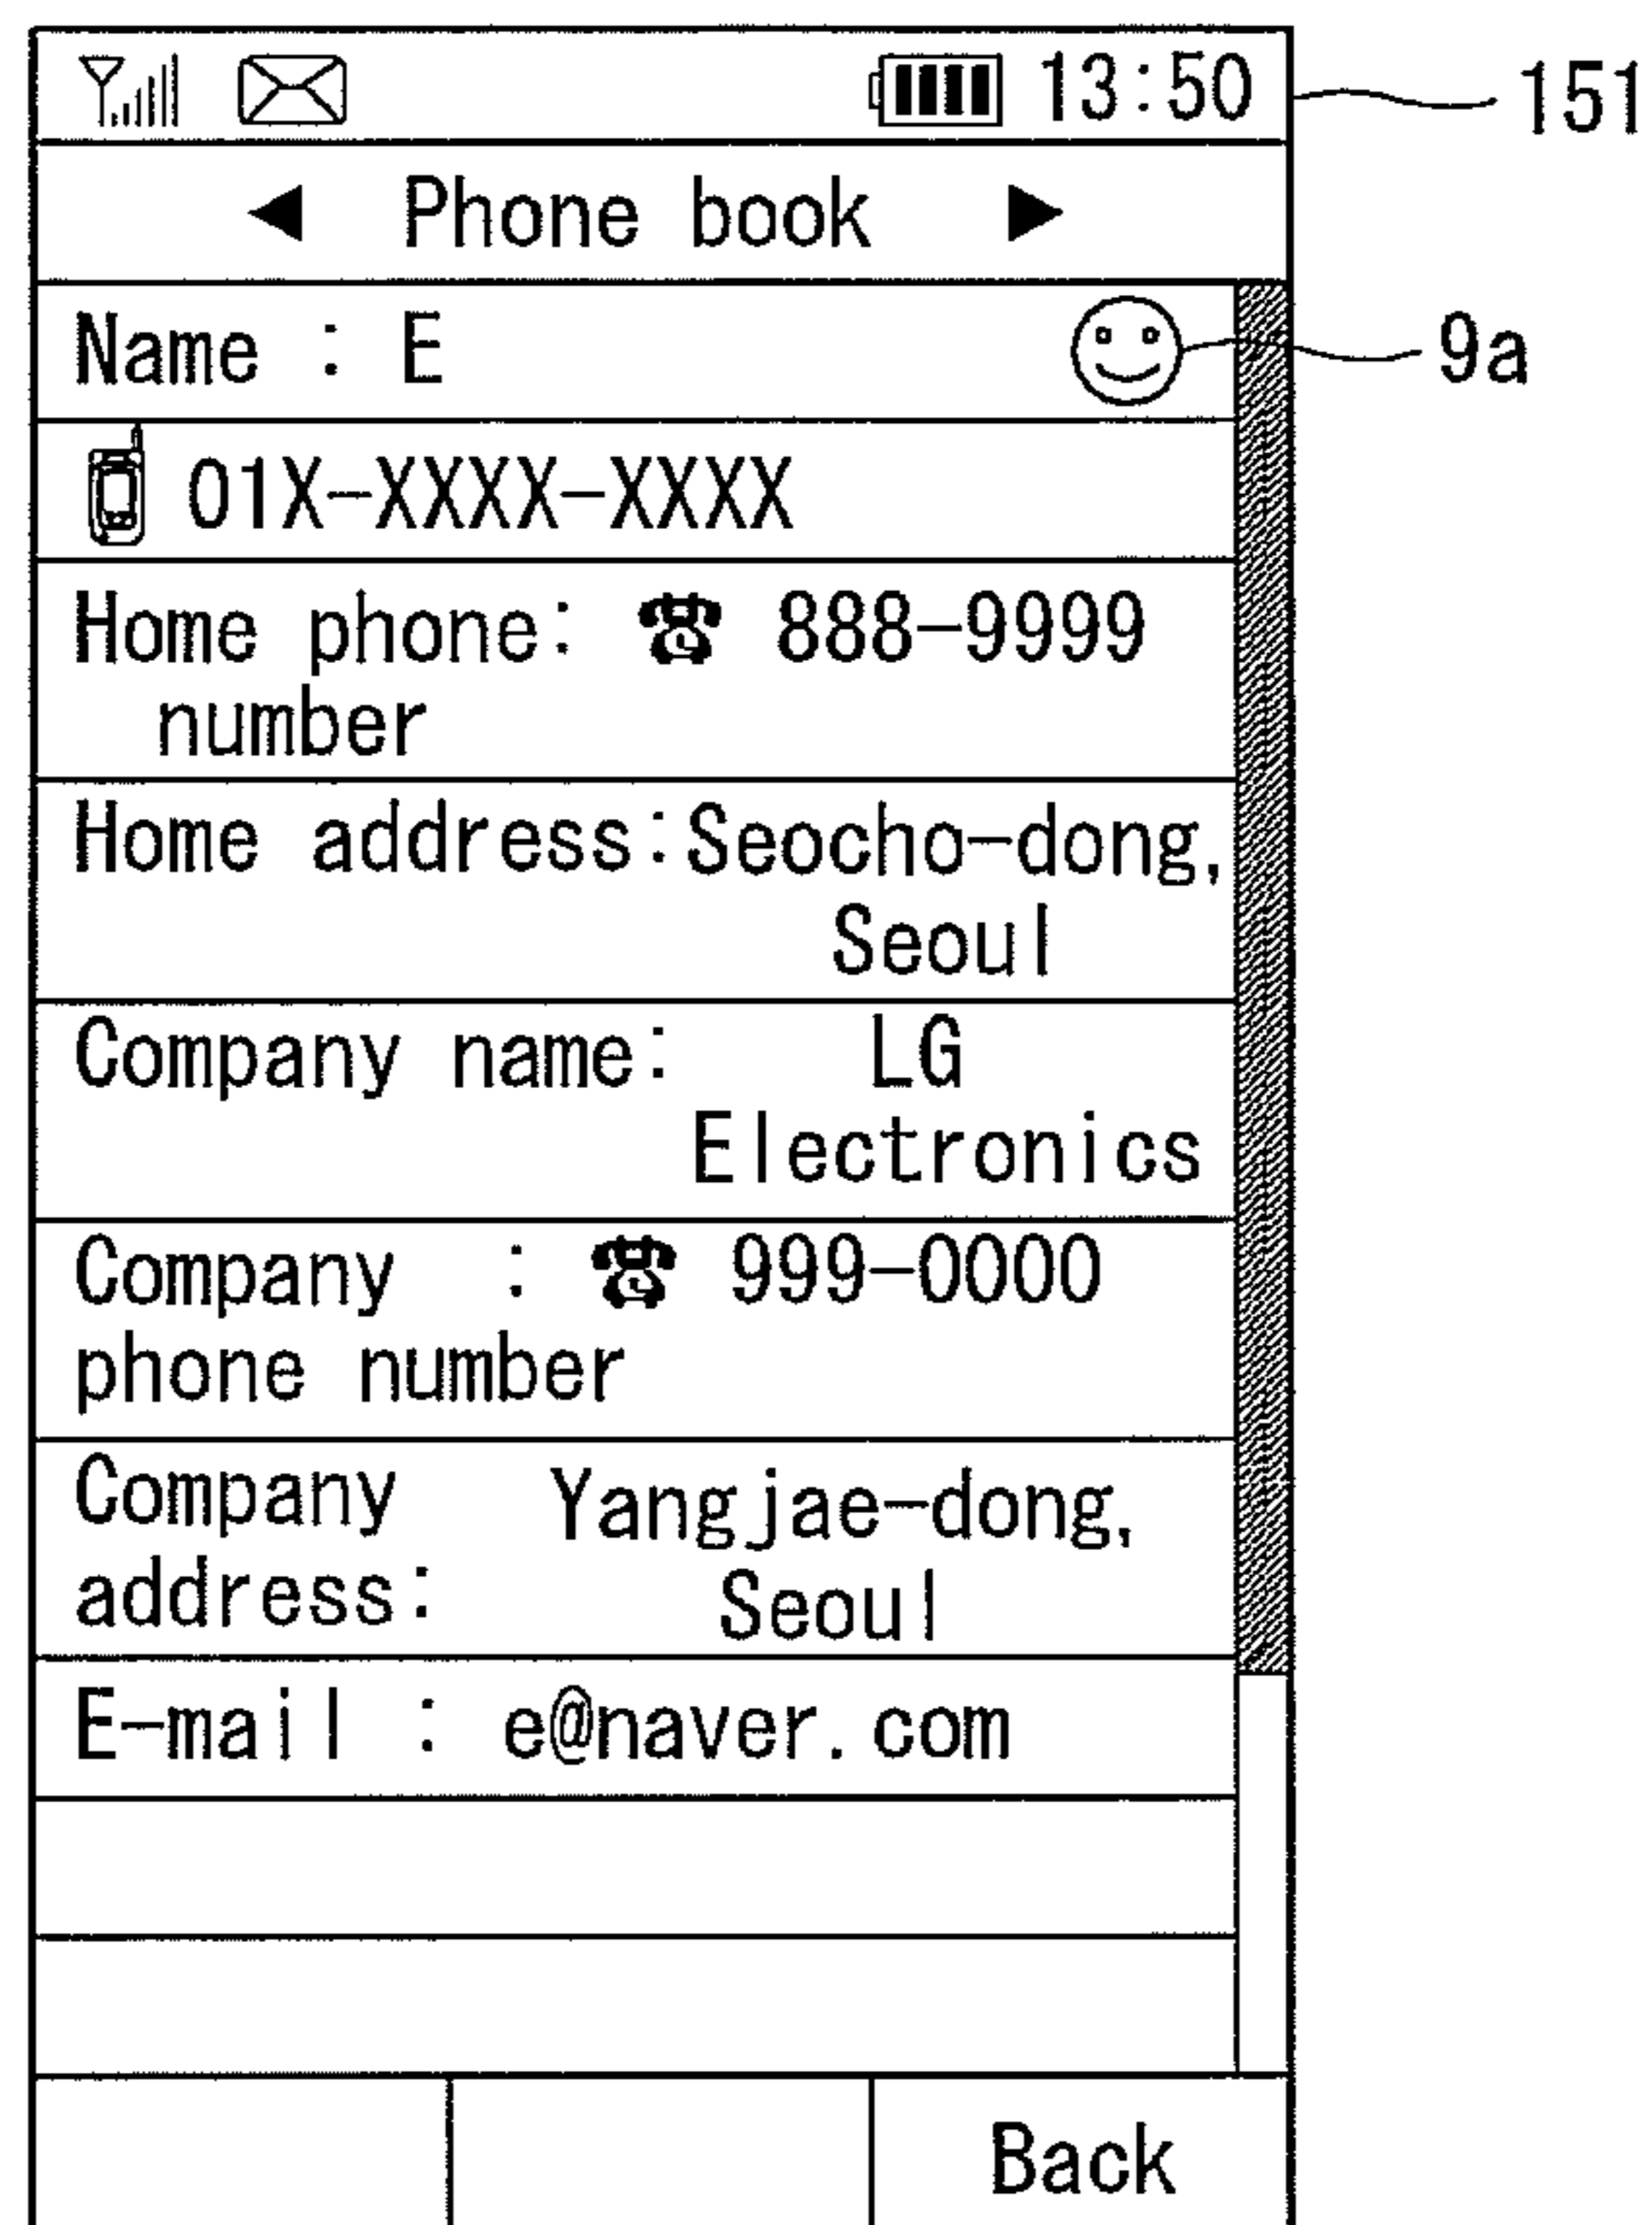 13:50
151
◀ Phone book ▶
Name : E
9a
01X-XXXX-XXXX
Home phone: ☎ 888-9999
number
Home address:Seocho-dong,
Seoul
Company name: LG
Electronics
Company : ☎ 999-0000
phone number
Company Yangjae-dong,
address: Seoul
E-mail : e@naver.com
Back